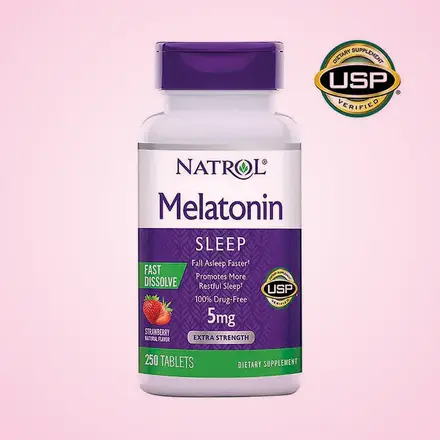 DIETARY SUPPLEMENT
USP
VERIFIED
®
NATROL®
Melatonin
SLEEP
FAST
DISSOLVE
Fall Asleep Faster†
Promotes More
Restful Sleep†
100% Drug-Free
5mg
EXTRA STRENGTH
USP
STRAWBERRY
NATURAL FLAVOR
250 TABLETS
DIETARY SUPPLEMENT